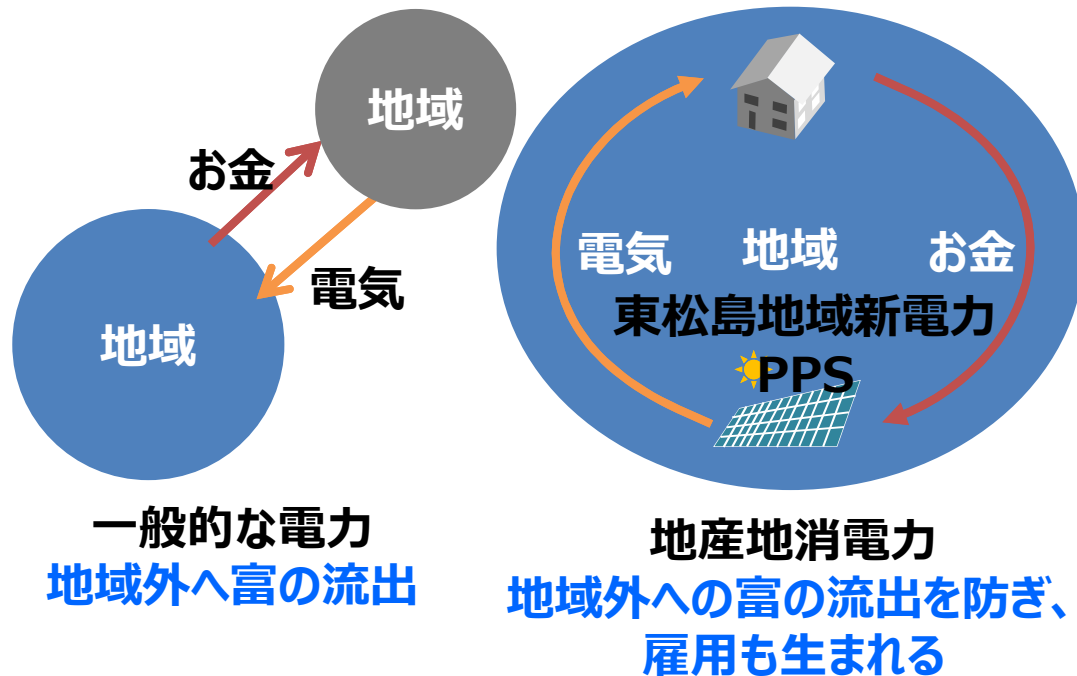 地域
お金
電気
地域
一般的な電力
地域外へ富の流出
電気
地域
お金
東松島地域新電力
PPS
地産地消電力
地域外への富の流出を防ぎ、
雇用も生まれる